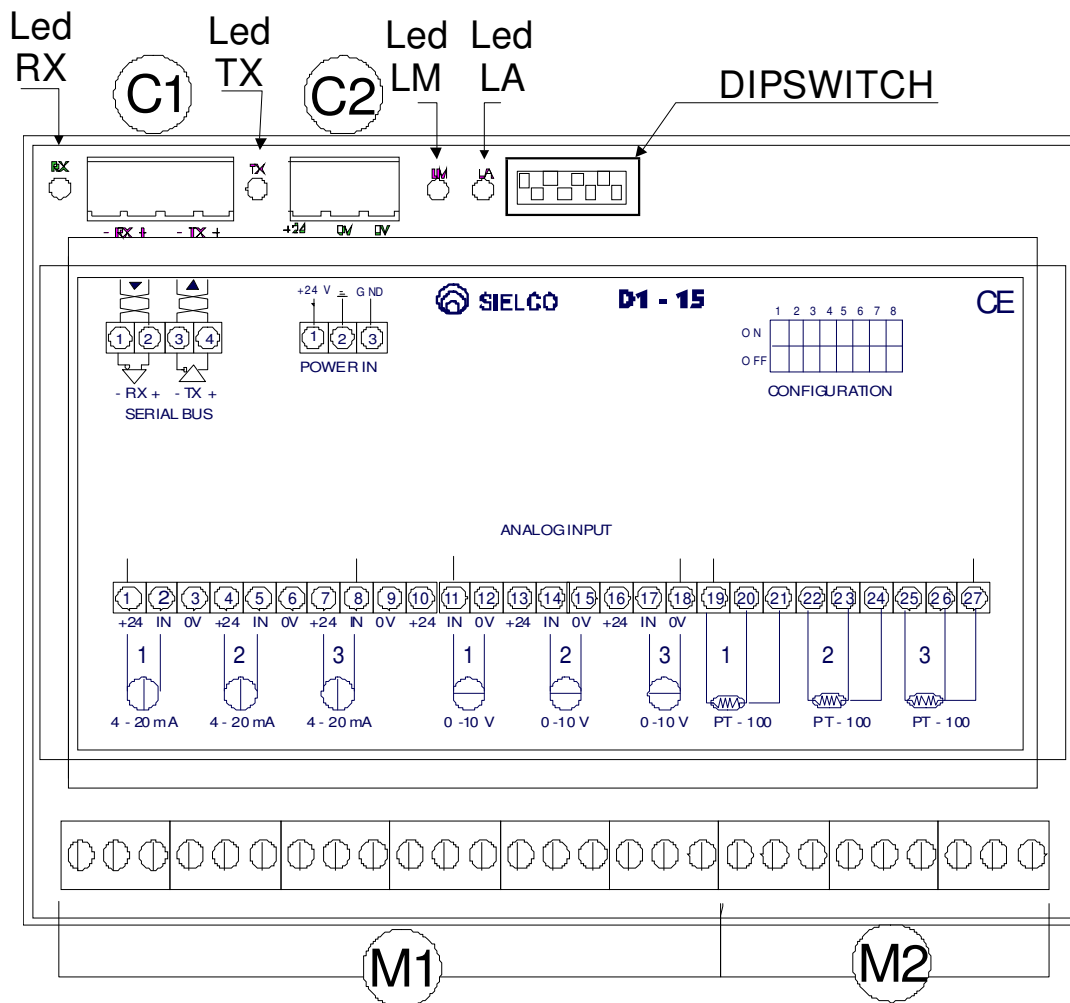 Led Led Led Led
RX C1 TX C2 LM LA DIPSWITCH
RX TX LM LA
- RX + - TX + +24 0V 0V
+24 V GND SIELCO D1 - 15 CE
1 2 3 4 5 6 7 8
ON
OFF
1 2 3 4 1 2 3
POWER IN
CONFIGURATION
- RX + - TX +
SERIAL BUS
ANALOG INPUT
1 2 3 4 5 6 7 8 9 10 11 12 13 14 15 16 17 18 19 20 21 22 23 24 25 26 27
+24 IN 0V +24 IN 0V +24 IN 0V +24 IN 0V +24 IN 0V +24 IN 0V
1 2 3 1 2 3 1 2 3
4 - 20 mA 4 - 20 mA 4 - 20 mA 0 -10 V 0 -10 V 0 -10 V PT - 100 PT - 100 PT - 100
M1 M2